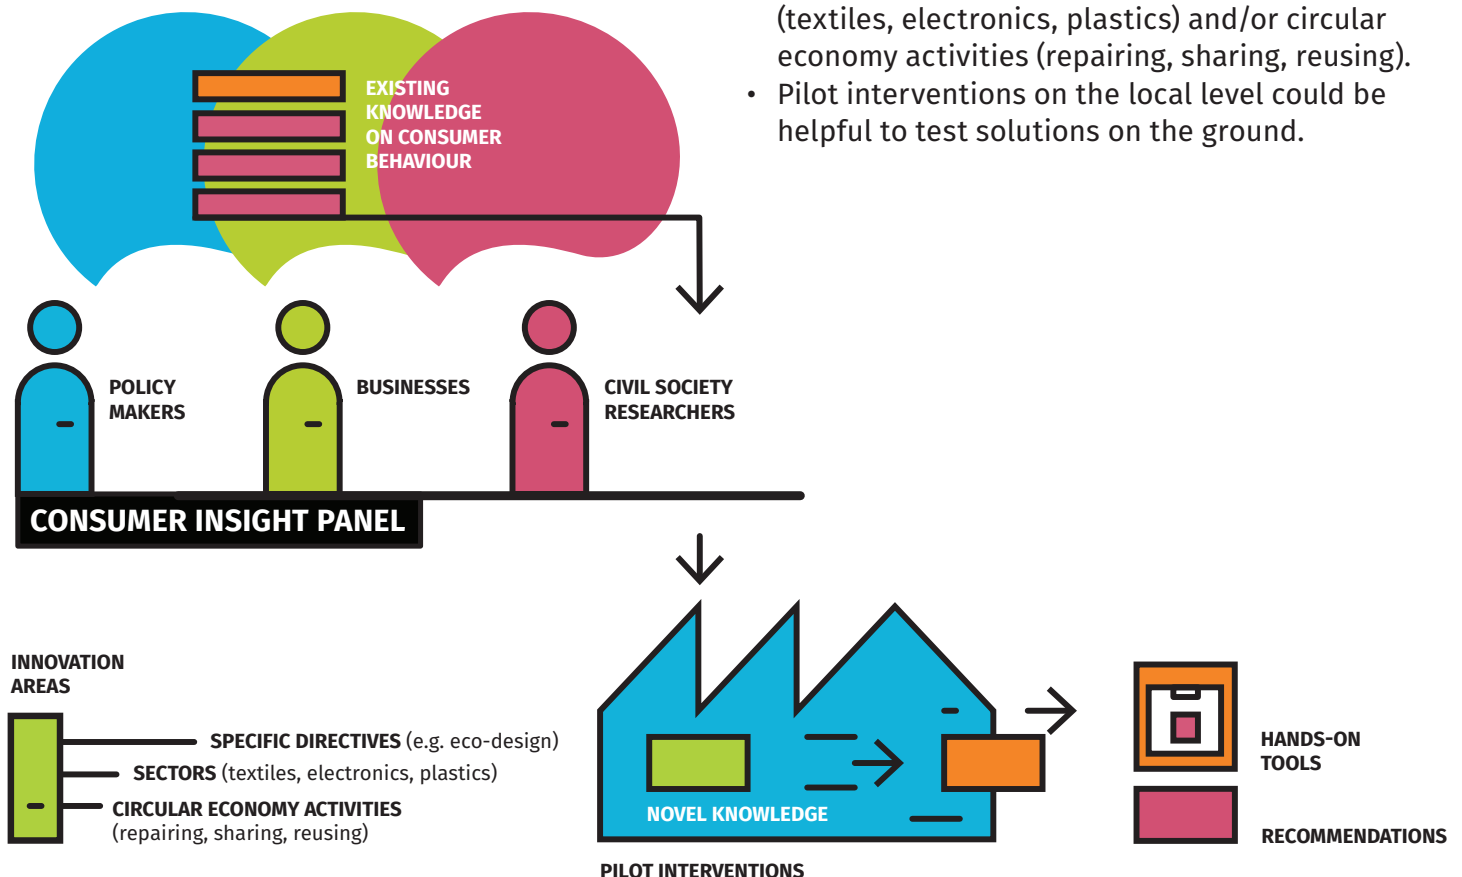 (textiles, electronics, plastics) and/or circular
economy activities (repairing, sharing, reusing).
• Pilot interventions on the local level could be
helpful to test solutions on the ground.
EXISTING
KNOWLEDGE
ON CONSUMER
BEHAVIOUR
POLICY
MAKERS
BUSINESSES
CIVIL SOCIETY
RESEARCHERS
CONSUMER INSIGHT PANEL
INNOVATION
AREAS
SPECIFIC DIRECTIVES (e.g. eco-design)
SECTORS (textiles, electronics, plastics)
CIRCULAR ECONOMY ACTIVITIES
(repairing, sharing, reusing)
NOVEL KNOWLEDGE
PILOT INTERVENTIONS
HANDS-ON
TOOLS
RECOMMENDATIONS